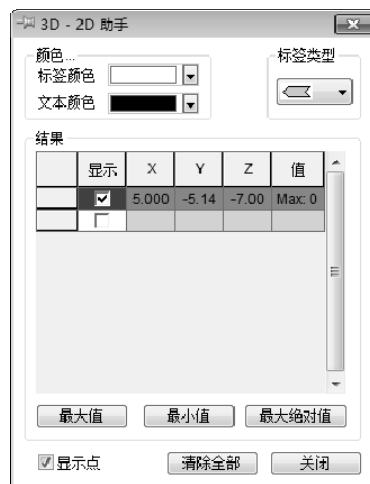 3D - 2D 助手
颜色... 标签类型
标签颜色
文本颜色
结果
显示 X Y Z 值
5.000 -5.14 -7.00 Max: 0
最大值 最小值 最大绝对值
显示点 清除全部 关闭